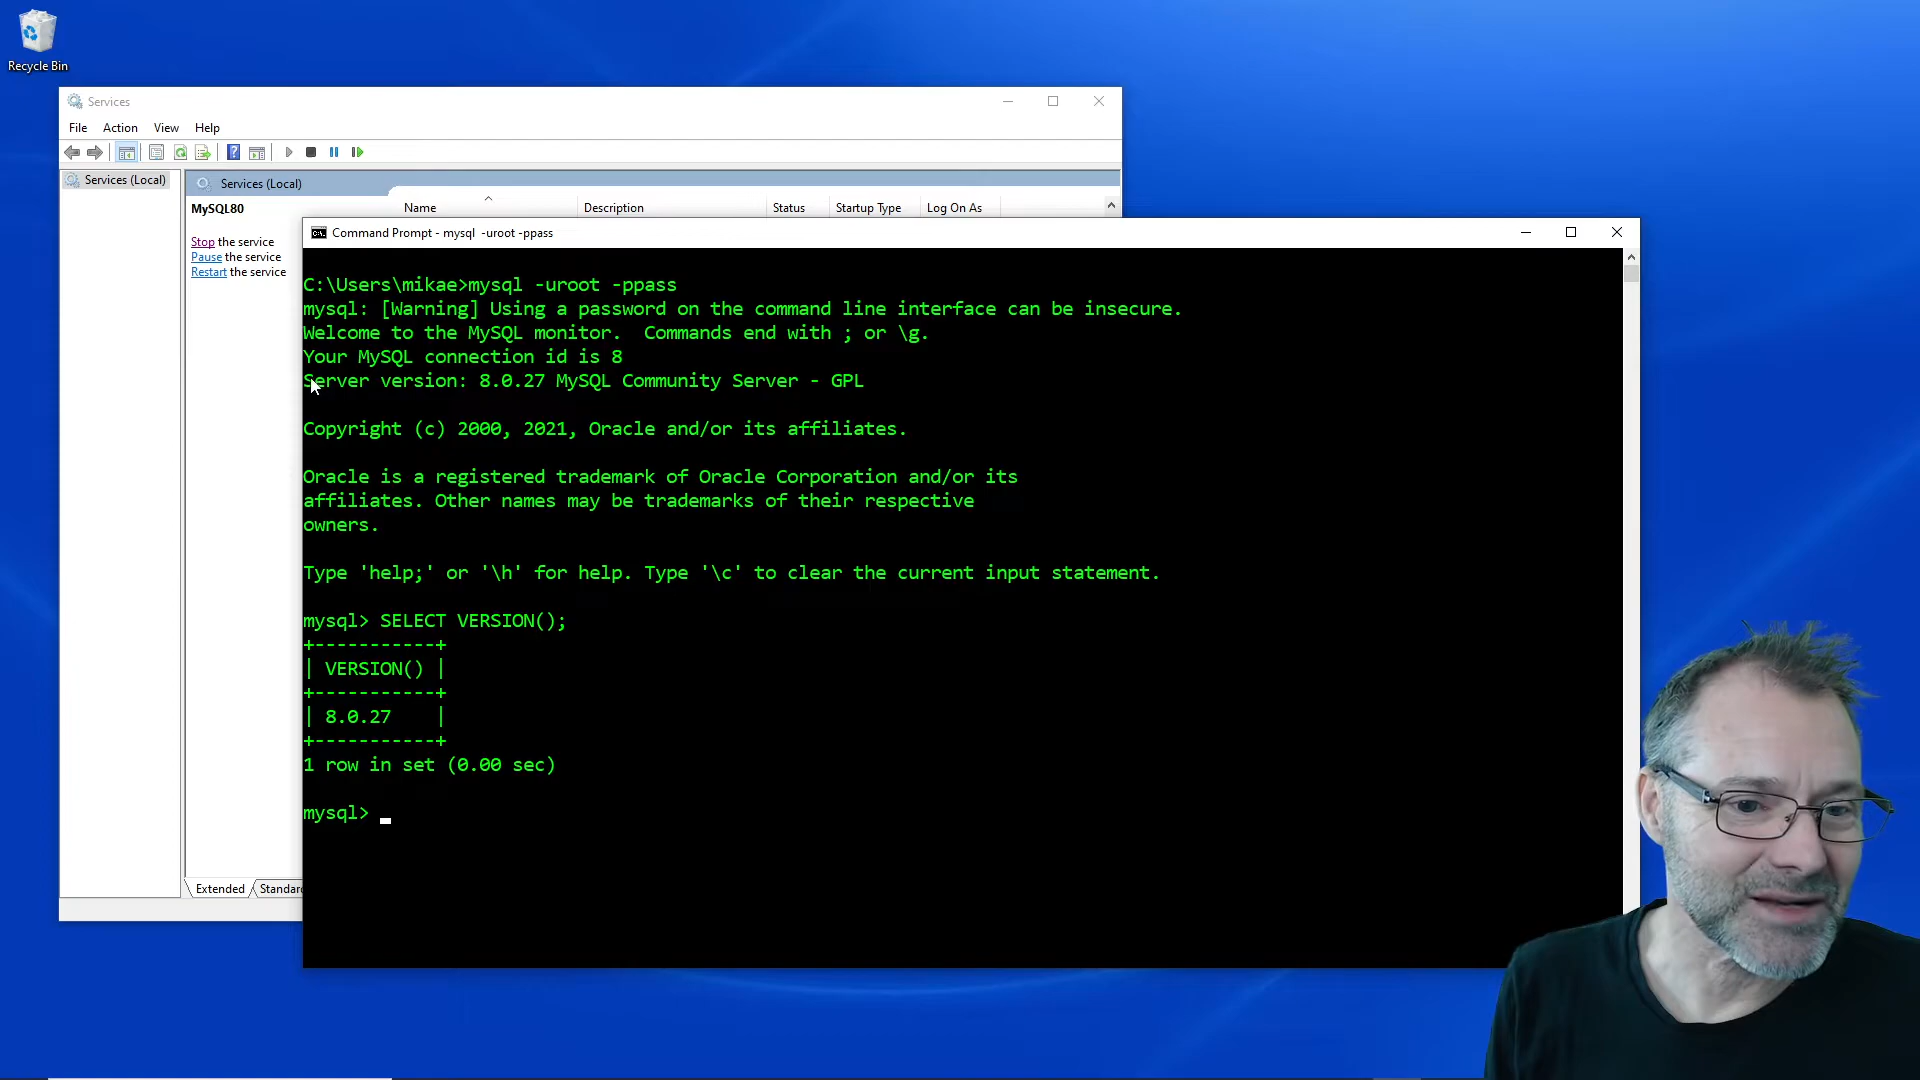 Recycle Bin
Services
File Action View Help
Services (Local)
Services (Local)
MySQL80
Name Description Status Startup Type Log On As
Stop the service
Pause the service
Restart the service
Extended Standard
Command Prompt - mysql -uroot -ppass
C:\Users\mikae>mysql -uroot -ppass
mysql: [Warning] Using a password on the command line interface can be insecure.
Welcome to the MySQL monitor.  Commands end with ; or \g.
Your MySQL connection id is 8
Server version: 8.0.27 MySQL Community Server - GPL
Copyright (c) 2000, 2021, Oracle and/or its affiliates.
Oracle is a registered trademark of Oracle Corporation and/or its
affiliates. Other names may be trademarks of their respective
owners.
Type 'help;' or '\h' for help. Type '\c' to clear the current input statement.
mysql> SELECT VERSION();
+-----------+
| VERSION() |
+-----------+
| 8.0.27    |
+-----------+
1 row in set (0.00 sec)
mysql>